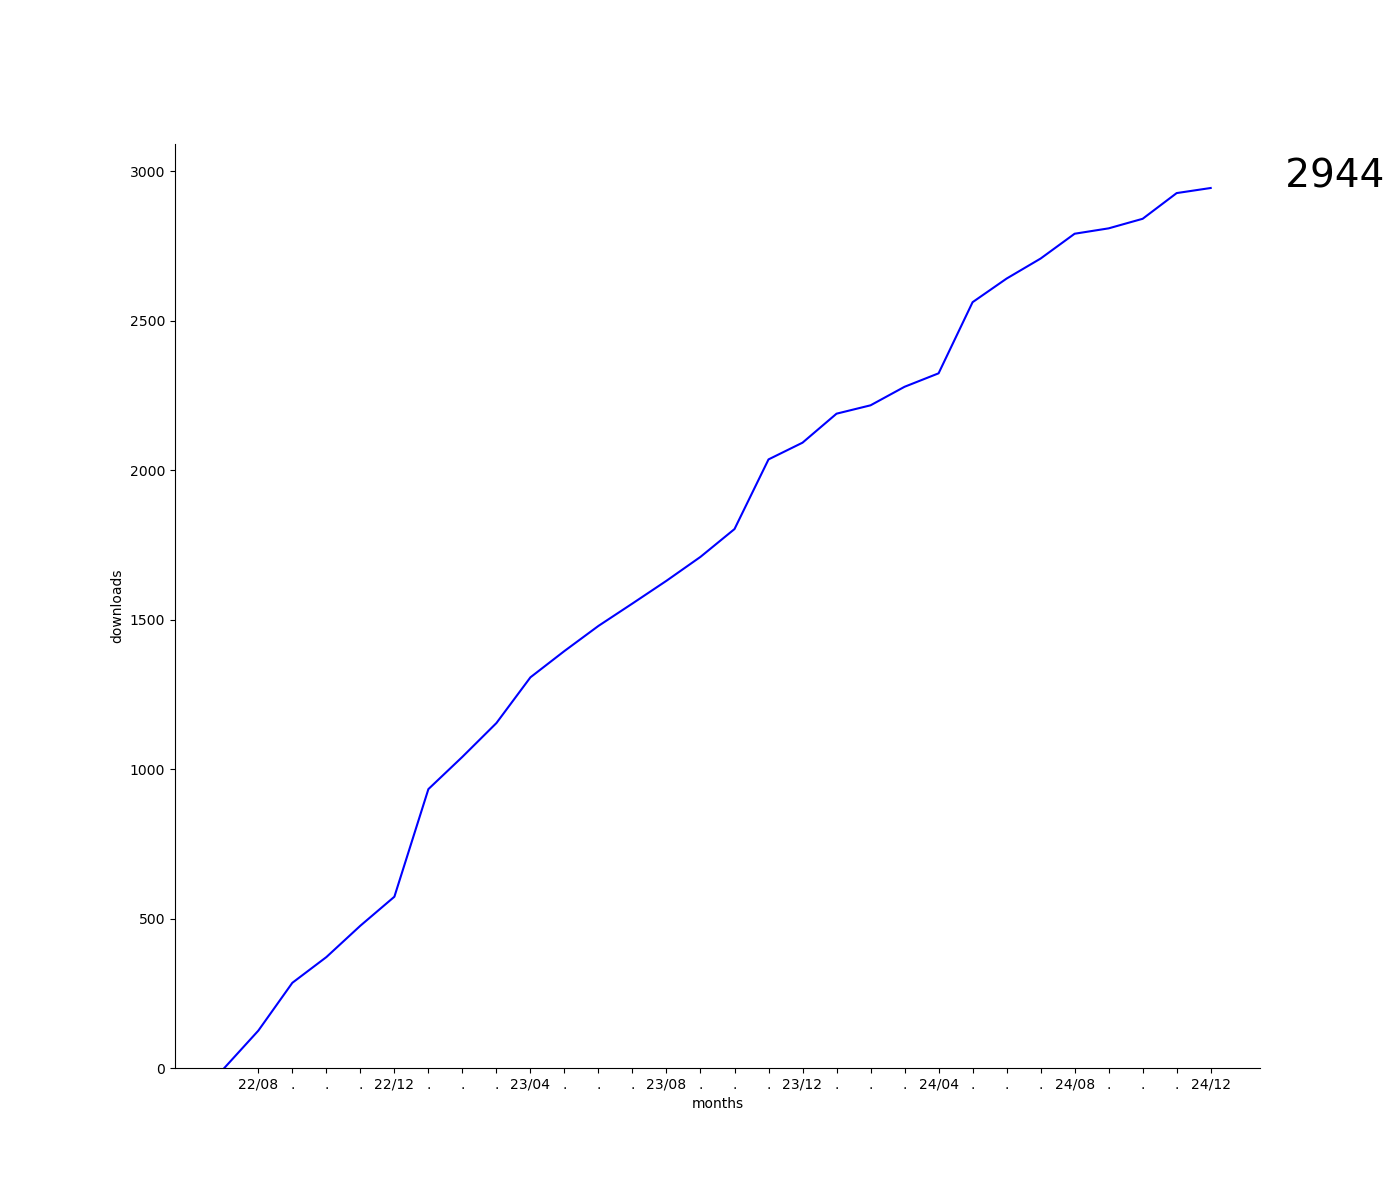 2944
3000
2500
2000
1500
1000
500
0
downloads
22/08 . . . 22/12 . . . 23/04 . . . 23/08 . . . 23/12 . . . 24/04 . . . 24/08 . . . 24/12
months